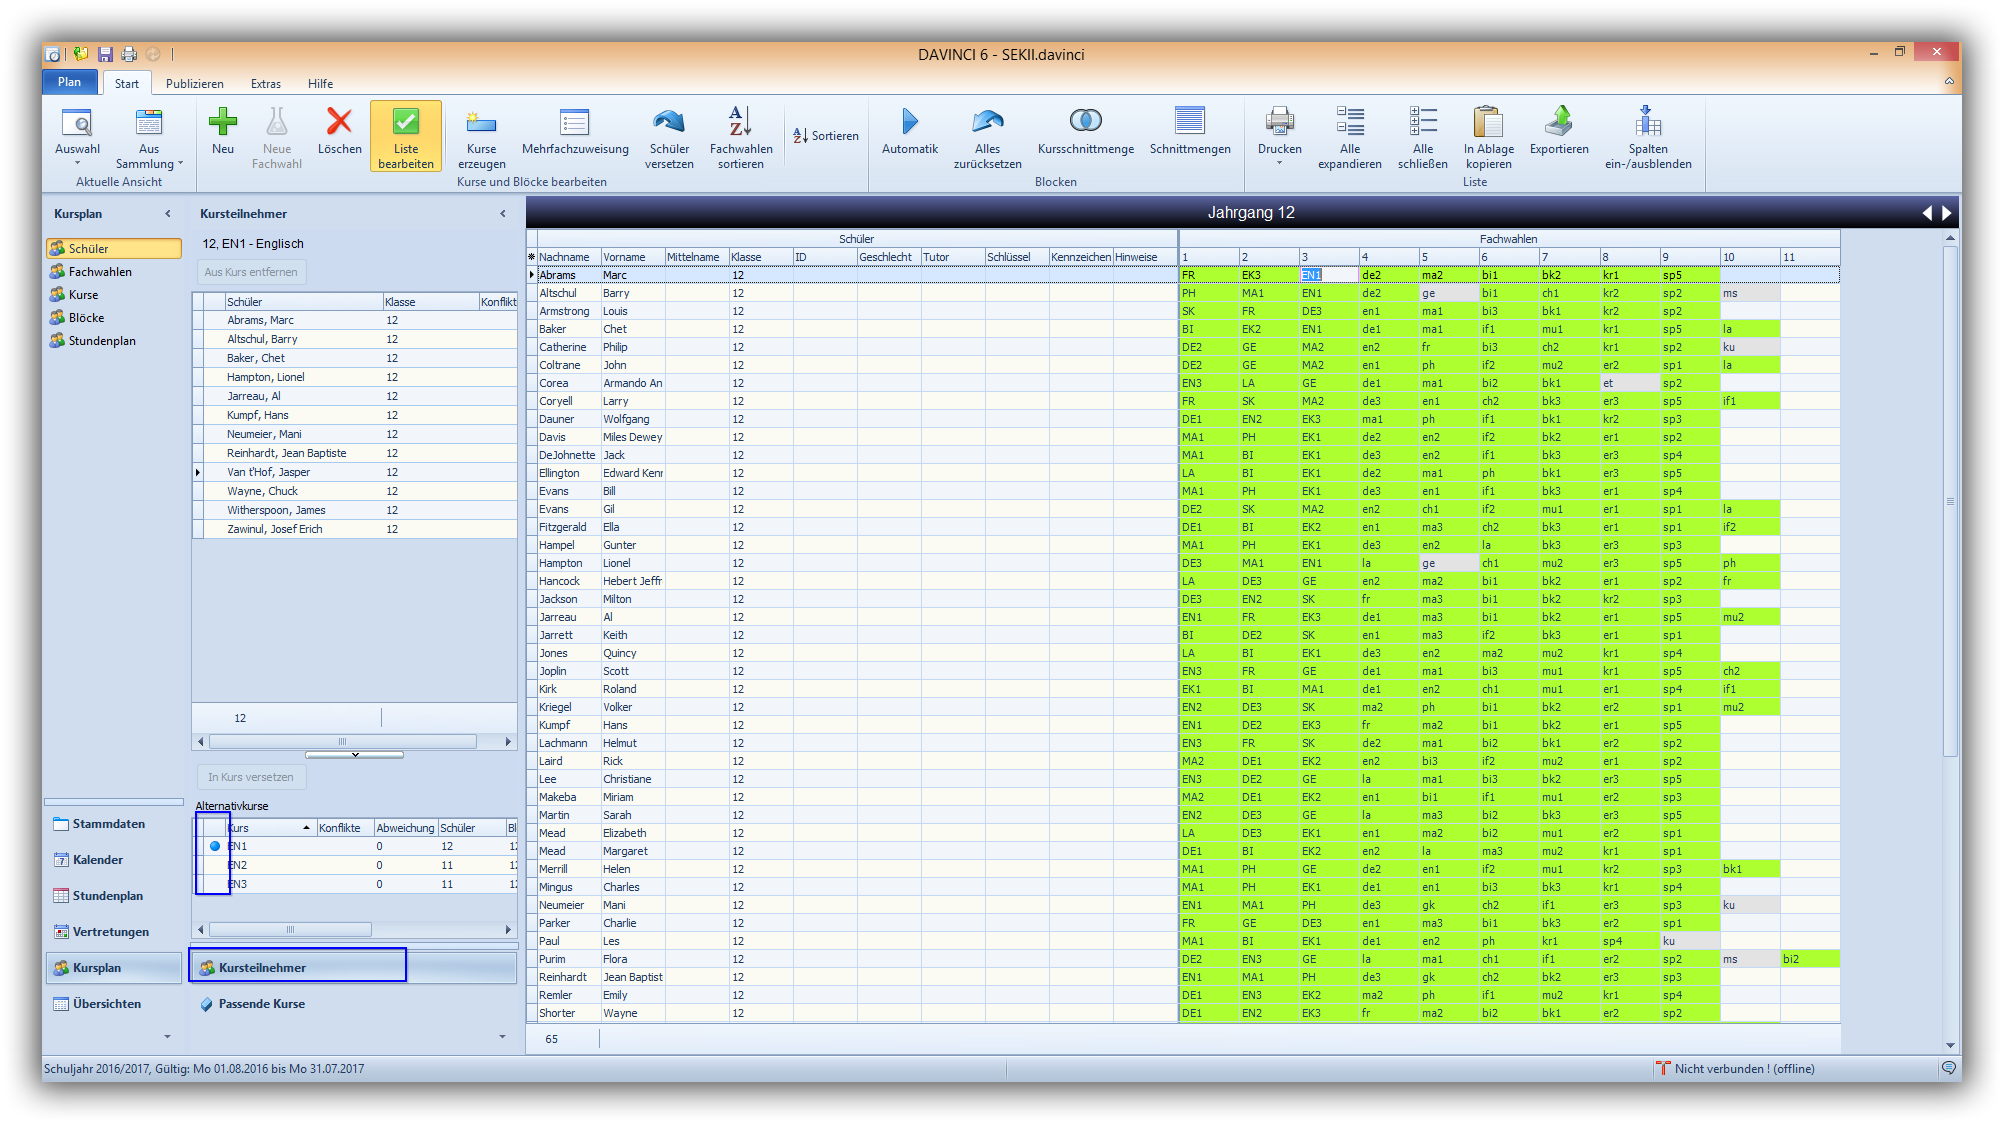 DAVINCI 6 - SEKII.davinci
Plan Start Publizieren Extras Hilfe
Auswahl
Aus Sammlung
Aktuelle Ansicht
Neu
Neue Fachwahl
Löschen
Liste bearbeiten
Kurse erzeugen
Mehrfachzuweisung
Schüler versetzen
Fachwahlen sortieren
Sortieren
Kurse und Blöcke bearbeiten
Automatik
Alles zurücksetzen
Kursschnittmenge
Schnittmengen
Blocken
Drucken
Alle expandieren
Alle schließen
In Ablage kopieren
Exportieren
Spalten ein-/ausblenden
Liste
Kursplan
Schüler
Fachwahlen
Kurse
Blöcke
Stundenplan
Stammdaten
Kalender
Stundenplan
Vertretungen
Kursplan
Übersichten
Kursteilnehmer
12, EN1 - Englisch
Aus Kurs entfernen
Schüler Klasse Konflikt
Abrams, Marc 12
Altschul, Barry 12
Baker, Chet 12
Hampton, Lionel 12
Jarreau, Al 12
Kumpf, Hans 12
Neumeier, Mani 12
Reinhardt, Jean Baptiste 12
Van t'Hof, Jasper 12
Wayne, Chuck 12
Witherspoon, James 12
Zawinul, Josef Erich 12
12
In Kurs versetzen
Alternativkurse
Kurs Konflikte Abweichung Schüler Bl
EN1 0 12 12
EN2 0 11 12
EN3 0 11 12
Kursteilnehmer
Passende Kurse
Jahrgang 12
Schüler Fachwahlen
Nachname Vorname Mittelname Klasse ID Geschlecht Tutor Schlüssel Kennzeichen Hinweise 1 2 3 4 5 6 7 8 9 10 11
Abrams Marc 12 FR EK3 EN1 de2 ma2 bi1 bk2 kr1 sp5
Altschul Barry 12 PH MA1 EN1 de2 ge bi1 ch1 kr2 sp2 ms
Armstrong Louis 12 SK FR DE3 en1 ma1 bi3 bk1 kr2 sp2
Baker Chet 12 BI EK2 EN1 de1 ma1 if1 mu1 kr1 sp5 la
Catherine Philip 12 DE2 GE MA2 en2 fr bi3 ch2 kr1 sp2 ku
Coltrane John 12 DE2 GE MA2 en1 ph if2 mu2 er2 sp1 la
Corea Armando An 12 EN3 LA GE de1 ma1 bi2 bk1 et sp2
Coryell Larry 12 FR SK MA2 de3 en1 ch2 bk3 er3 sp5 if1
Dauner Wolfgang 12 DE1 EN2 EK3 ma1 ph if1 bk1 kr2 sp3
Davis Miles Dewey 12 MA1 PH EK1 de2 en2 if2 bk2 er1 sp2
DeJohnette Jack 12 MA1 BI EK1 de3 en2 if1 bk3 er3 sp4
Ellington Edward Kenr 12 LA BI EK1 de2 ma1 ph bk1 er3 sp5
Evans Bill 12 MA1 PH EK1 de3 en1 if1 bk3 er1 sp4
Evans Gil 12 DE2 SK MA2 en2 ch1 if2 mu1 er1 sp1 la
Fitzgerald Ella 12 DE1 BI EK2 en1 ma3 ch2 bk3 er1 sp1 if2
Hampel Gunter 12 MA1 PH EK1 de3 en2 la bk3 er3 sp3
Hampton Lionel 12 DE3 MA1 EN1 la ge ch1 mu2 er3 sp5 ph
Hancock Hebert Jeffr 12 LA DE3 GE en2 ma2 bi1 bk2 er1 sp2 fr
Jackson Milton 12 DE3 EN2 SK fr ma3 bi1 bk2 kr2 sp3
Jarreau Al 12 EN1 FR EK3 de1 ma3 bi1 bk2 er1 sp5 mu2
Jarrett Keith 12 BI DE2 SK en1 ma3 if2 bk3 er1 sp1
Jones Quincy 12 LA BI EK1 de3 en2 ma2 mu2 kr1 sp4
Joplin Scott 12 EN3 FR GE de1 ma1 bi3 mu1 kr1 sp5 ch2
Kirk Roland 12 EK1 BI MA1 de1 en2 ch1 mu1 er1 sp4 if1
Kriegel Volker 12 EN2 DE3 SK ma2 ph bi1 bk2 er2 sp1 mu2
Kumpf Hans 12 EN1 DE2 EK3 fr ma2 bi1 bk2 er1 sp5
Lachmann Helmut 12 EN3 FR SK de2 ma1 bi2 bk1 er2 sp2
Laird Rick 12 MA2 DE1 EK2 en2 bi3 if2 mu2 er1 sp2
Lee Christiane 12 EN3 DE2 GE la ma1 bi3 bk2 er3 sp5
Makeba Miriam 12 MA2 DE1 EK2 en1 bi1 if1 mu1 er2 sp3
Martin Sarah 12 EN2 DE3 GE la ma3 bi2 bk3 er2 sp3
Mead Elizabeth 12 LA DE3 EK1 en1 ma2 bi2 mu1 er2 sp1
Mead Margaret 12 DE1 BI EK2 en2 la ma3 mu2 kr1 sp1
Merrill Helen 12 MA1 PH GE de2 en1 if2 mu1 kr2 sp3 bk1
Mingus Charles 12 MA1 PH EK1 de1 en1 bi3 bk3 kr1 sp4
Neumeier Mani 12 EN1 MA1 PH de3 gk ch2 if1 er3 sp3 ku
Parker Charlie 12 FR GE DE3 en1 ma3 bi1 bk3 er2 sp1
Paul Les 12 MA1 BI EK1 de1 en2 ph kr1 sp4 ku
Purim Flora 12 DE2 EN3 GE la ma1 ch1 if1 er2 sp2 ms bi2
Reinhardt Jean Baptist 12 EN1 MA1 PH de3 gk ch2 bk2 er3 sp3
Remler Emily 12 DE1 EN3 EK2 ma2 ph if1 mu2 kr1 sp4
Shorter Wayne 12 DE1 EN2 EK3 fr ma2 bi2 bk1 er2 sp2
65
Schuljahr 2016/2017, Gültig: Mo 01.08.2016 bis Mo 31.07.2017
Nicht verbunden ! (offline)